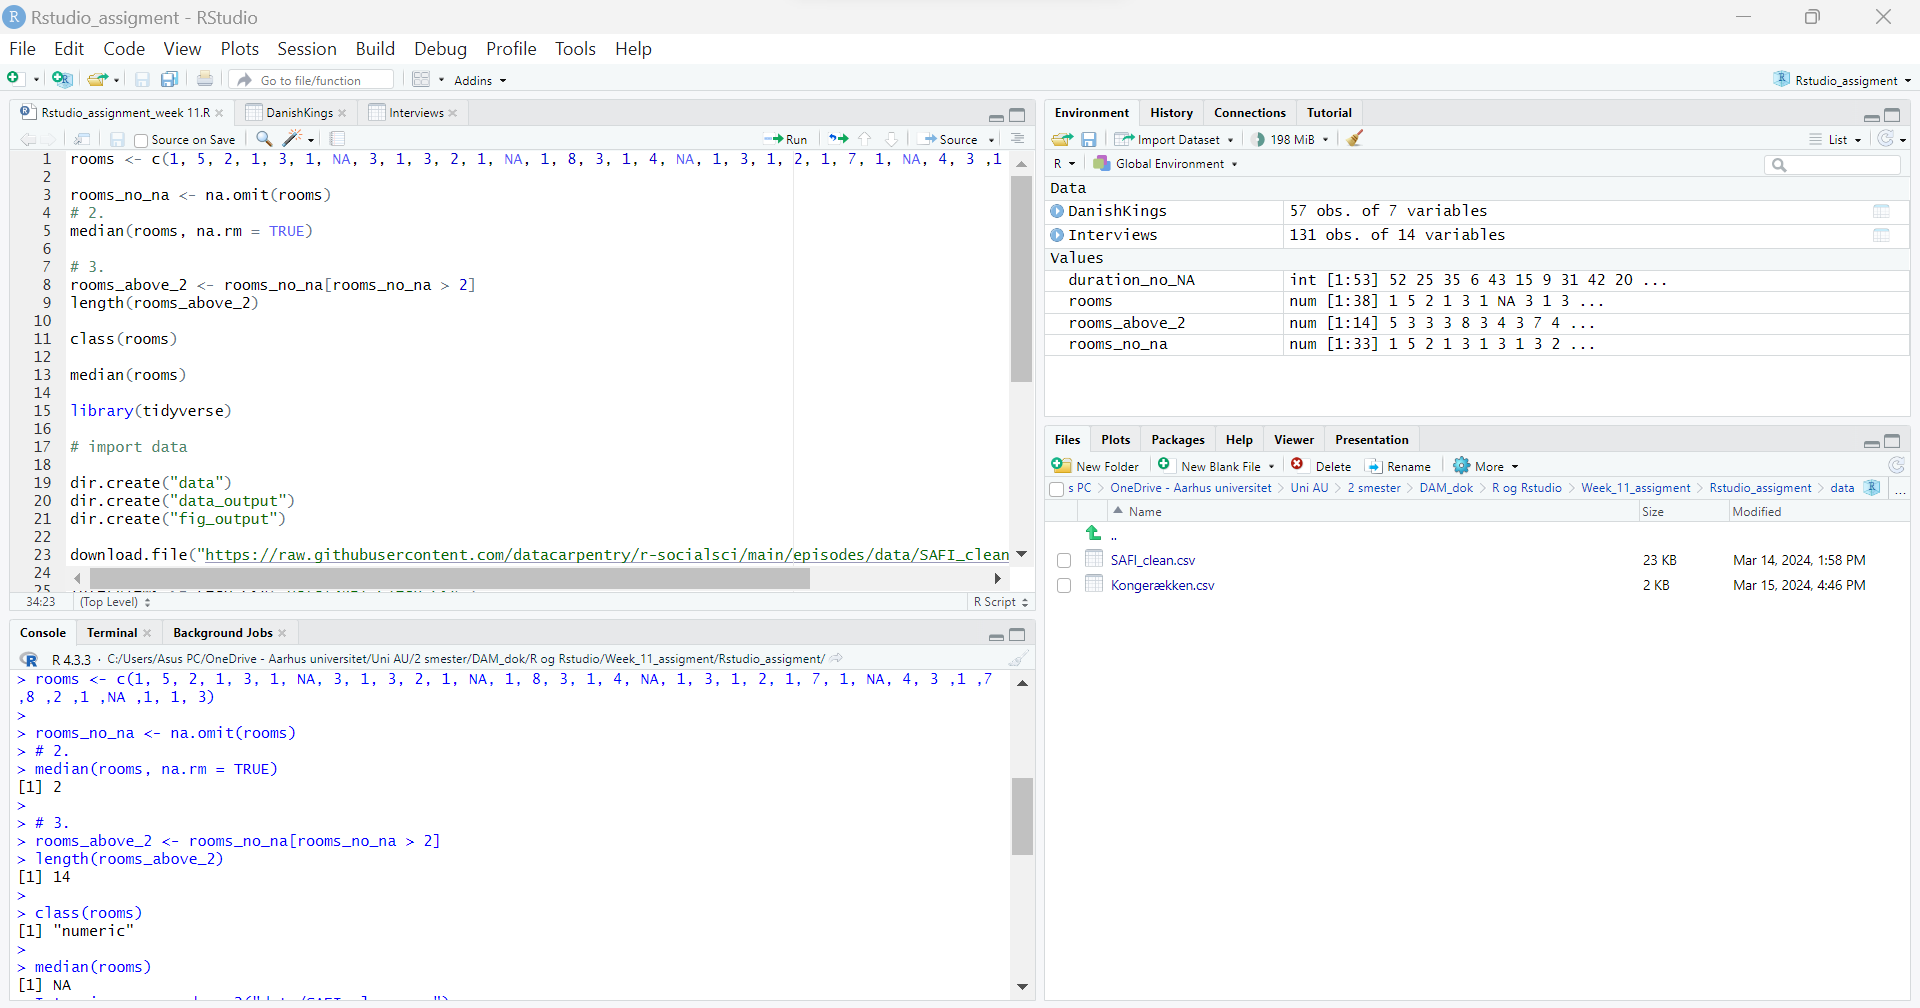 Rstudio_assigment - RStudio
File Edit Code View Plots Session Build Debug Profile Tools Help
Go to file/function Addins Rstudio_assigment
Rstudio_assignment_week 11.R DanishKings Interviews
Source on Save Run Source
1 rooms <- c(1, 5, 2, 1, 3, 1, NA, 3, 1, 3, 2, 1, NA, 1, 8, 3, 1, 4, NA, 1, 3, 1, 2, 1, 7, 1, NA, 4, 3 ,1
2
3 rooms_no_na <- na.omit(rooms)
4 # 2.
5 median(rooms, na.rm = TRUE)
6
7 # 3.
8 rooms_above_2 <- rooms_no_na[rooms_no_na > 2]
9 length(rooms_above_2)
10
11 class(rooms)
12
13 median(rooms)
14
15 library(tidyverse)
16
17 # import data
18
19 dir.create("data")
20 dir.create("data_output")
21 dir.create("fig_output")
22
23 download.file("https://raw.githubusercontent.com/datacarpentry/r-socialsci/main/episodes/data/SAFI_clean
24
25
34:23 (Top Level) R Script
Console Terminal Background Jobs
R 4.3.3 · C:/Users/Asus PC/OneDrive - Aarhus universitet/Uni AU/2 smester/DAM_dok/R og Rstudio/Week_11_assigment/Rstudio_assigment/
> rooms <- c(1, 5, 2, 1, 3, 1, NA, 3, 1, 3, 2, 1, NA, 1, 8, 3, 1, 4, NA, 1, 3, 1, 2, 1, 7, 1, NA, 4, 3 ,1 ,7
,8 ,2 ,1 ,NA ,1, 1, 3)
>
> rooms_no_na <- na.omit(rooms)
> # 2.
> median(rooms, na.rm = TRUE)
[1] 2
>
> # 3.
> rooms_above_2 <- rooms_no_na[rooms_no_na > 2]
> length(rooms_above_2)
[1] 14
>
> class(rooms)
[1] "numeric"
>
> median(rooms)
[1] NA
Environment History Connections Tutorial
Import Dataset 198 MiB List
R Global Environment
Data
DanishKings 57 obs. of 7 variables
Interviews 131 obs. of 14 variables
Values
duration_no_NA int [1:53] 52 25 35 6 43 15 9 31 42 20 ...
rooms num [1:38] 1 5 2 1 3 1 NA 3 1 3 ...
rooms_above_2 num [1:14] 5 3 3 3 8 3 4 3 7 4 ...
rooms_no_na num [1:33] 1 5 2 1 3 1 3 1 3 2 ...
Files Plots Packages Help Viewer Presentation
New Folder New Blank File Delete Rename More
s PC OneDrive - Aarhus universitet Uni AU 2 smester DAM_dok R og Rstudio Week_11_assigment Rstudio_assigment data ...
Name Size Modified
..
SAFI_clean.csv 23 KB Mar 14, 2024, 1:58 PM
Kongerækken.csv 2 KB Mar 15, 2024, 4:46 PM